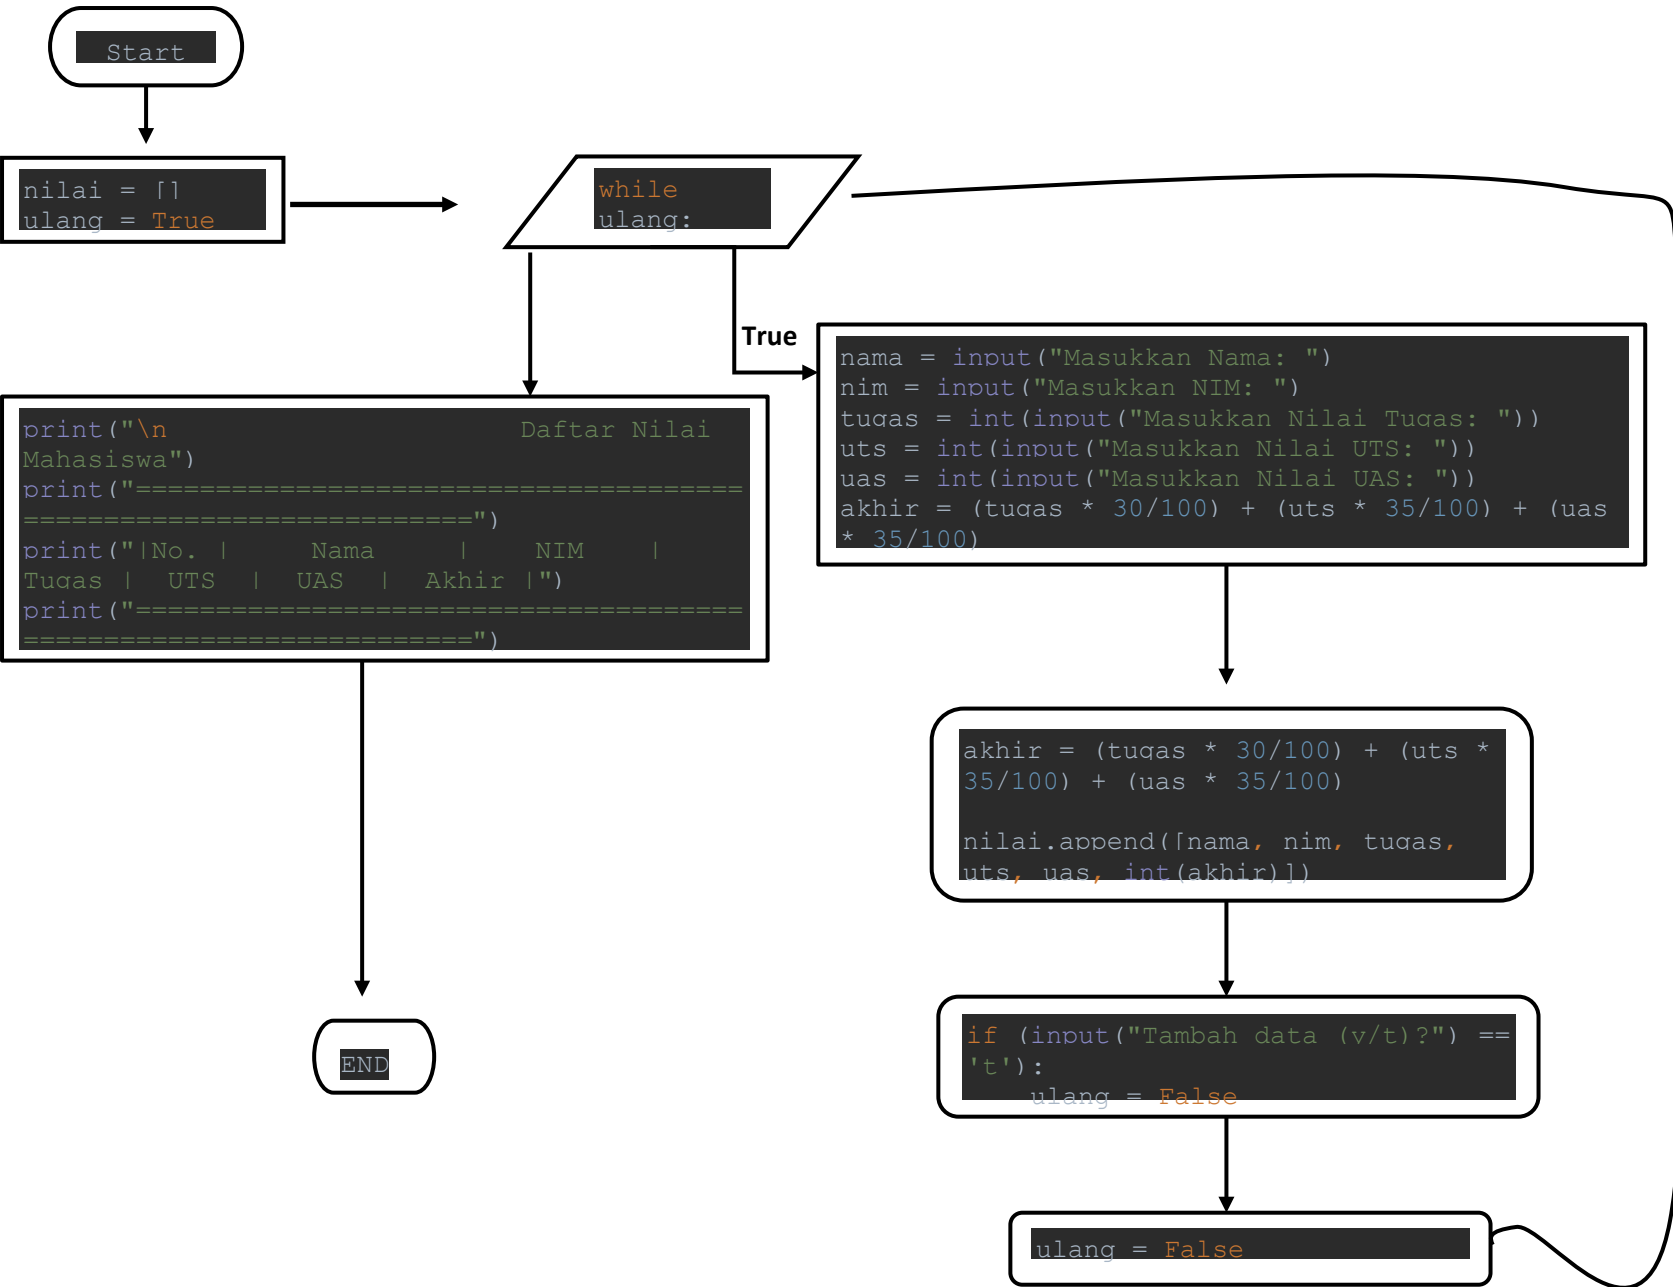 Start
nilai = []
ulang = True
while
ulang:
True
nama = input("Masukkan Nama: ")
nim = input("Masukkan NIM: ")
tugas = int(input("Masukkan Nilai Tugas: "))
uts = int(input("Masukkan Nilai UTS: "))
uas = int(input("Masukkan Nilai UAS: "))
akhir = (tugas * 30/100) + (uts * 35/100) + (uas
* 35/100)
print("\n                      Daftar Nilai
Mahasiswa")
print("======================================
============================")
print("|No. |     Nama     |    NIM    |
Tugas |  UTS  |  UAS  |  Akhir |")
print("======================================
============================")
akhir = (tugas * 30/100) + (uts *
35/100) + (uas * 35/100)
nilai.append([nama, nim, tugas,
uts, uas, int(akhir)])
if (input("Tambah data (y/t)?") ==
't'):
    ulang = False
END
ulang = False